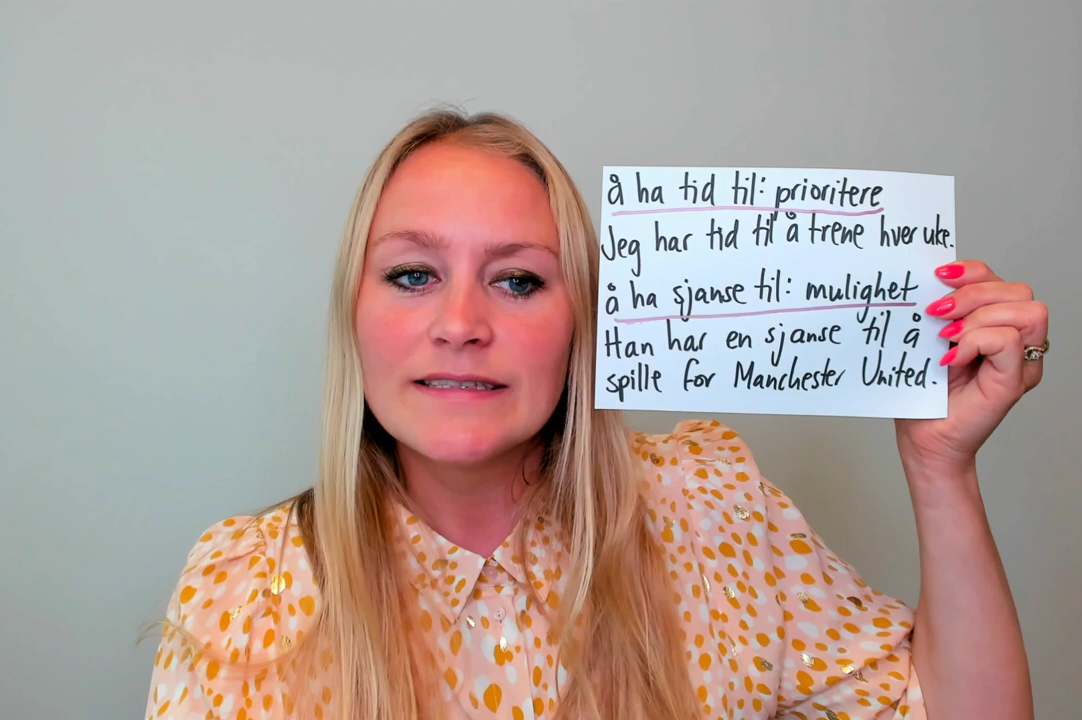 å ha tid til: prioritere
Jeg har tid til å trene hver uke.
å ha sjanse til: mulighet
Han har en sjanse til å
spille for Manchester United.